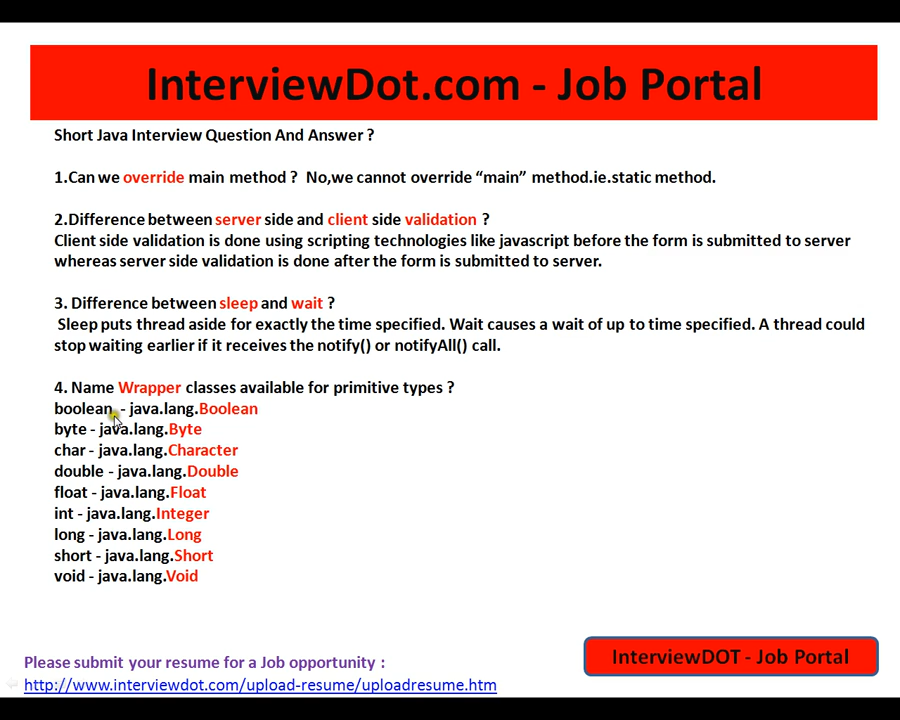 InterviewDot.com - Job Portal
Short Java Interview Question And Answer ?
1.Can we override main method ? No,we cannot override “main” method.ie.static method.
2.Difference between server side and client side validation ?
Client side validation is done using scripting technologies like javascript before the form is submitted to server
whereas server side validation is done after the form is submitted to server.
3. Difference between sleep and wait ?
Sleep puts thread aside for exactly the time specified. Wait causes a wait of up to time specified. A thread could
stop waiting earlier if it receives the notify() or notifyAll() call.
4. Name Wrapper classes available for primitive types ?
boolean - java.lang.Boolean
byte - java.lang.Byte
char - java.lang.Character
double - java.lang.Double
float - java.lang.Float
int - java.lang.Integer
long - java.lang.Long
short - java.lang.Short
void - java.lang.Void
Please submit your resume for a Job opportunity :
http://www.interviewdot.com/upload-resume/uploadresume.htm
InterviewDOT - Job Portal